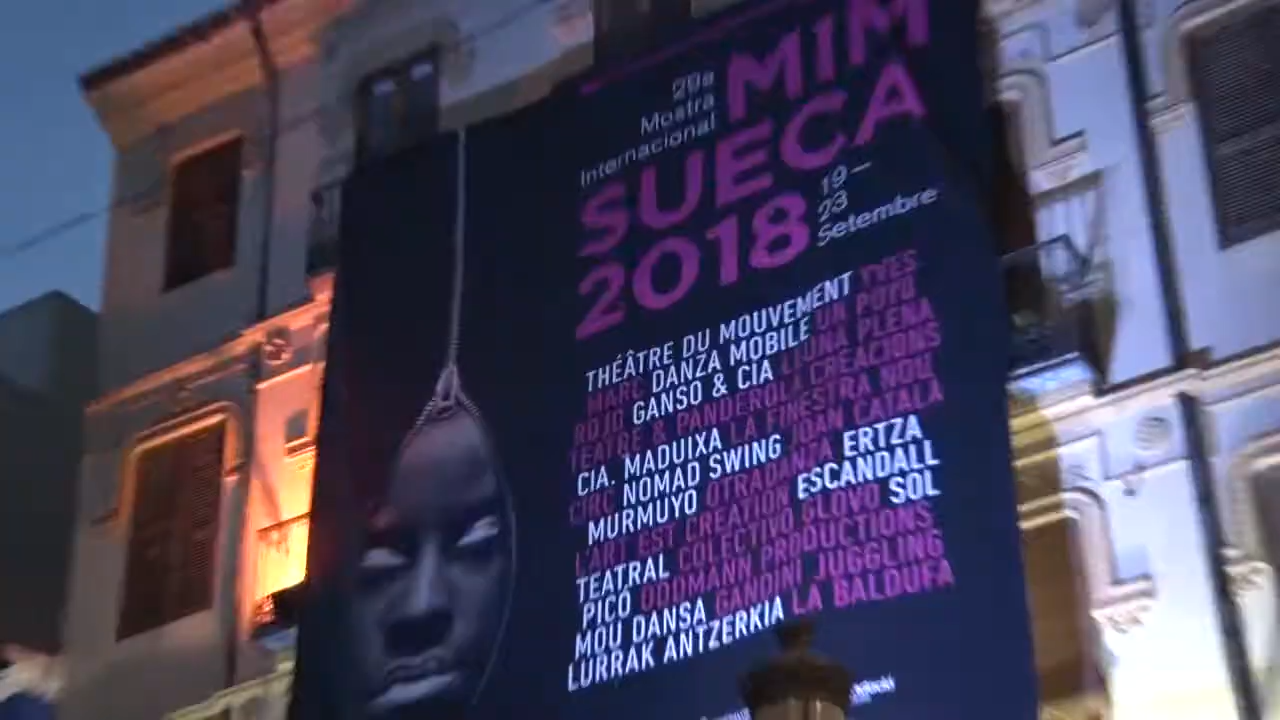 29a
Mostra
Internacional
MIM
SUECA
2018
19–
23
Setembre
THÉÂTRE DU MOUVEMENT YVES
MARC DANZA MOBILE UN POYO
ROJO GANSO & CIA LLUNA PLENA
TEATRE & PANDEROLA CREACIONS
CIA. MADUIXA LA FINESTRA NOU
CIRC NOMAD SWING JOAN CATALÀ
MURMUYO OTRADANZA ERTZA
L'ART EST CREATION ESCANDALL
TEATRAL COLECTIVO SLOVO SOL
PICÓ ODDMANN PRODUCTIONS
MOU DANSA GANDINI JUGGLING
LURRAK ANTZERKIA LA BALDUFA